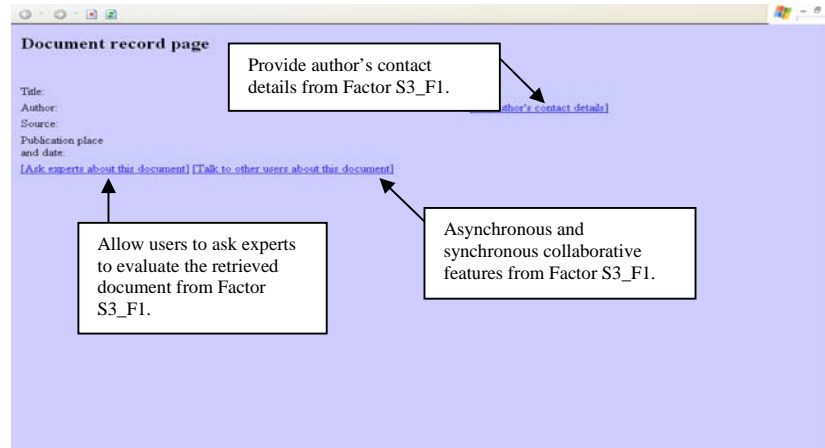 Document record page
Provide author's contact
details from Factor S3_F1.
Title:
Author:
author's contact details]
Source:
Publication place
and date:
[Ask experts about this document] [Talk to other users about this document]
Allow users to ask experts
to evaluate the retrieved
document from Factor
S3_F1.
Asynchronous and
synchronous collaborative
features from Factor S3_F1.